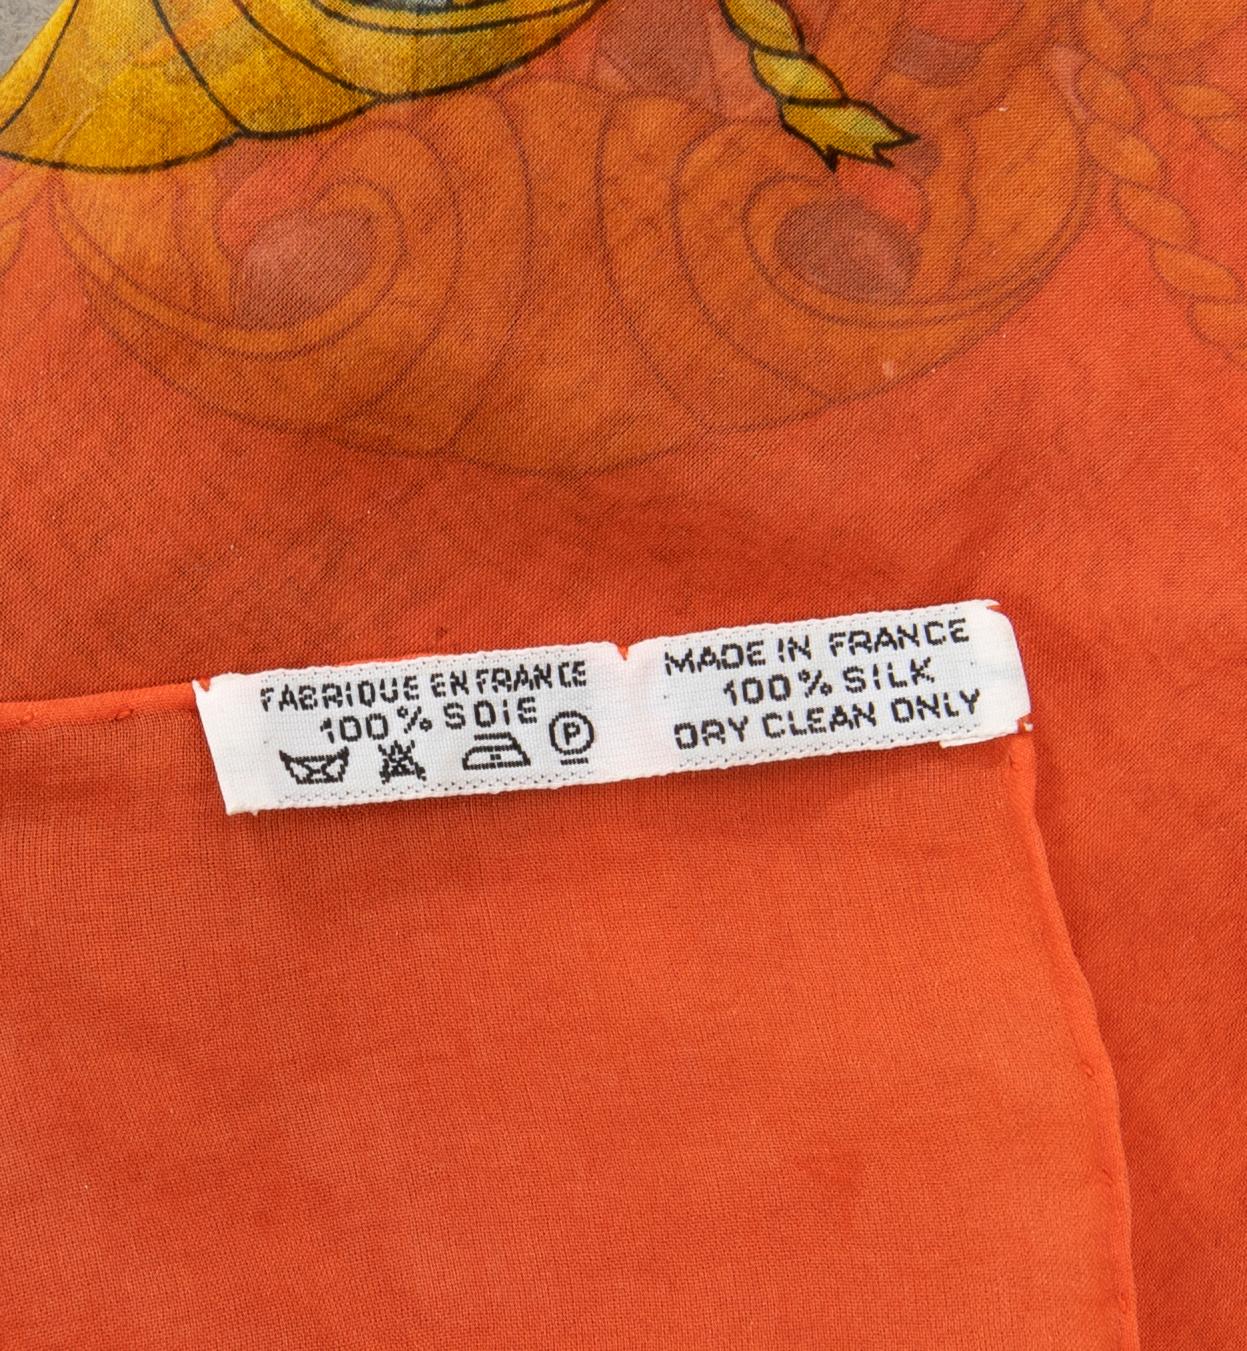 FABRIQUE EN FRANCE
100% SOIE
P
MADE IN FRANCE
100% SILK
DRY CLEAN ONLY